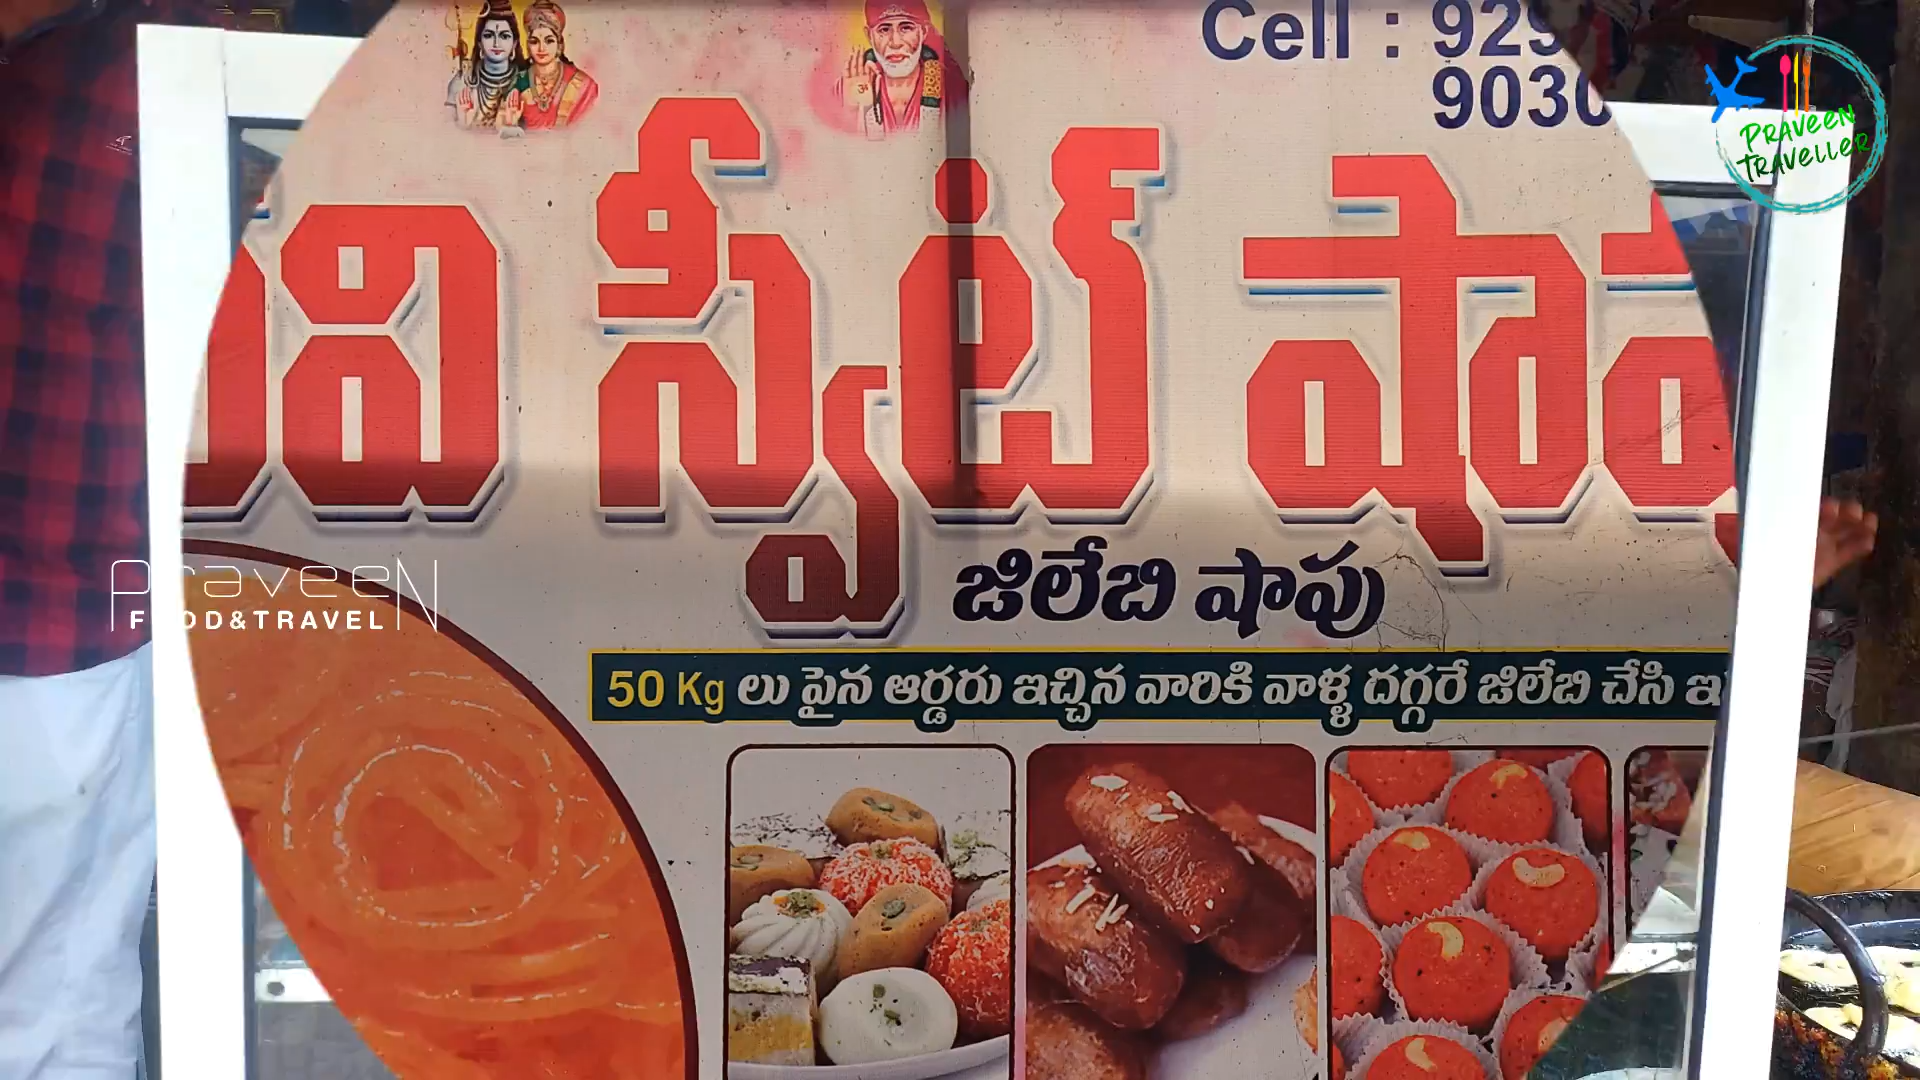 Cell : 929
9030
PRAVEEN
TRAVELLER
స్వీట్ షాపు
జిలేబి షాపు
PraveeN
FOOD&TRAVEL
50 Kg లు పైన ఆర్డరు ఇచ్చిన వారికి వాళ్ళ దగ్గరే జిలేబి చేసి